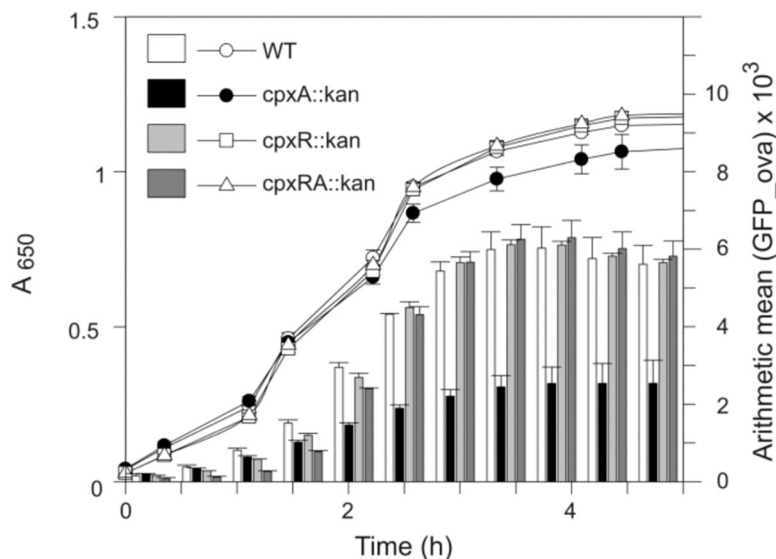 1.5
1
0.5
0
A 650
WT
cpxA::kan
cpxR::kan
cpxRA::kan
10
8
6
4
2
0
Arithmetic mean (GFP_ova) x 10³
0
2
4
Time (h)